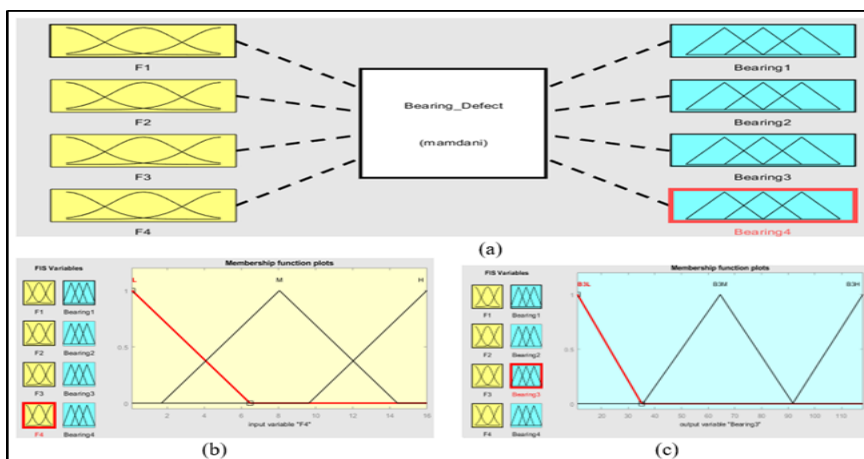 F1
F2
F3
F4
Bearing_Defect
(mamdani)
Bearing1
Bearing2
Bearing3
Bearing4
(a)
FIS Variables
F1 Bearing1
F2 Bearing2
F3 Bearing3
F4 Bearing4
Membership function plots
L M H
1
0.5
0
2 4 6 8 10 12 14 16
input variable "F4"
(b)
FIS Variables
F1 Bearing1
F2 Bearing2
F3 Bearing3
F4 Bearing4
Membership function plots
B3L B3M B3H
1
0.5
0
20 30 40 50 60 70 80 90 100 110
output variable "Bearing3"
(c)